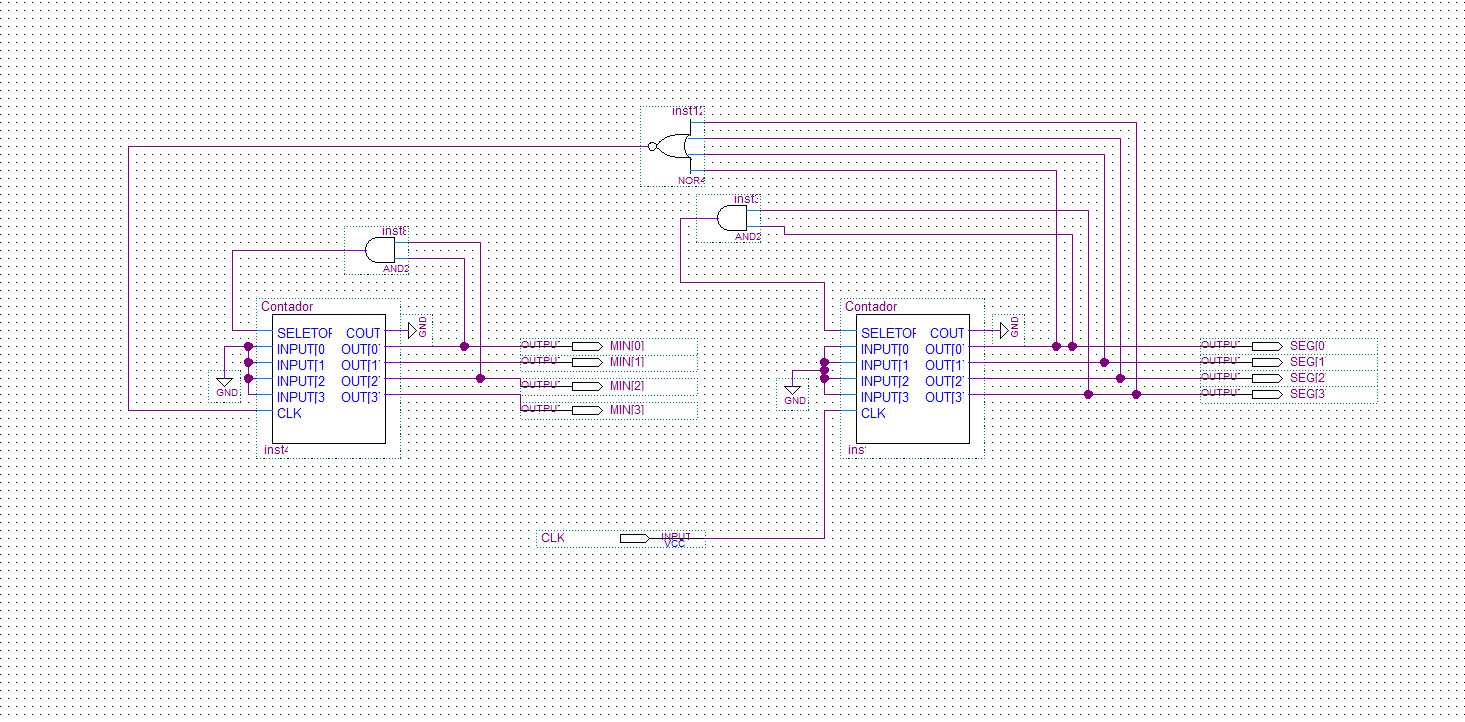 inst12
NOR4
inst3
AND2
inst6
AND2
Contador
SELETOR COUT GND
INPUT[0 OUT[0 OUTPUT MIN[0]
INPUT[1 OUT[1 OUTPUT MIN[1]
INPUT[2 OUT[2 OUTPUT MIN[2]
INPUT[3 OUT[3 OUTPUT MIN[3]
GND
CLK
inst4
Contador
SELETOR COUT GND
INPUT[0 OUT[0 OUTPUT SEG[0
INPUT[1 OUT[1 OUTPUT SEG[1
INPUT[2 OUT[2 OUTPUT SEG[2
INPUT[3 OUT[3 OUTPUT SEG[3
GND
CLK
inst
CLK INPUT
VCC